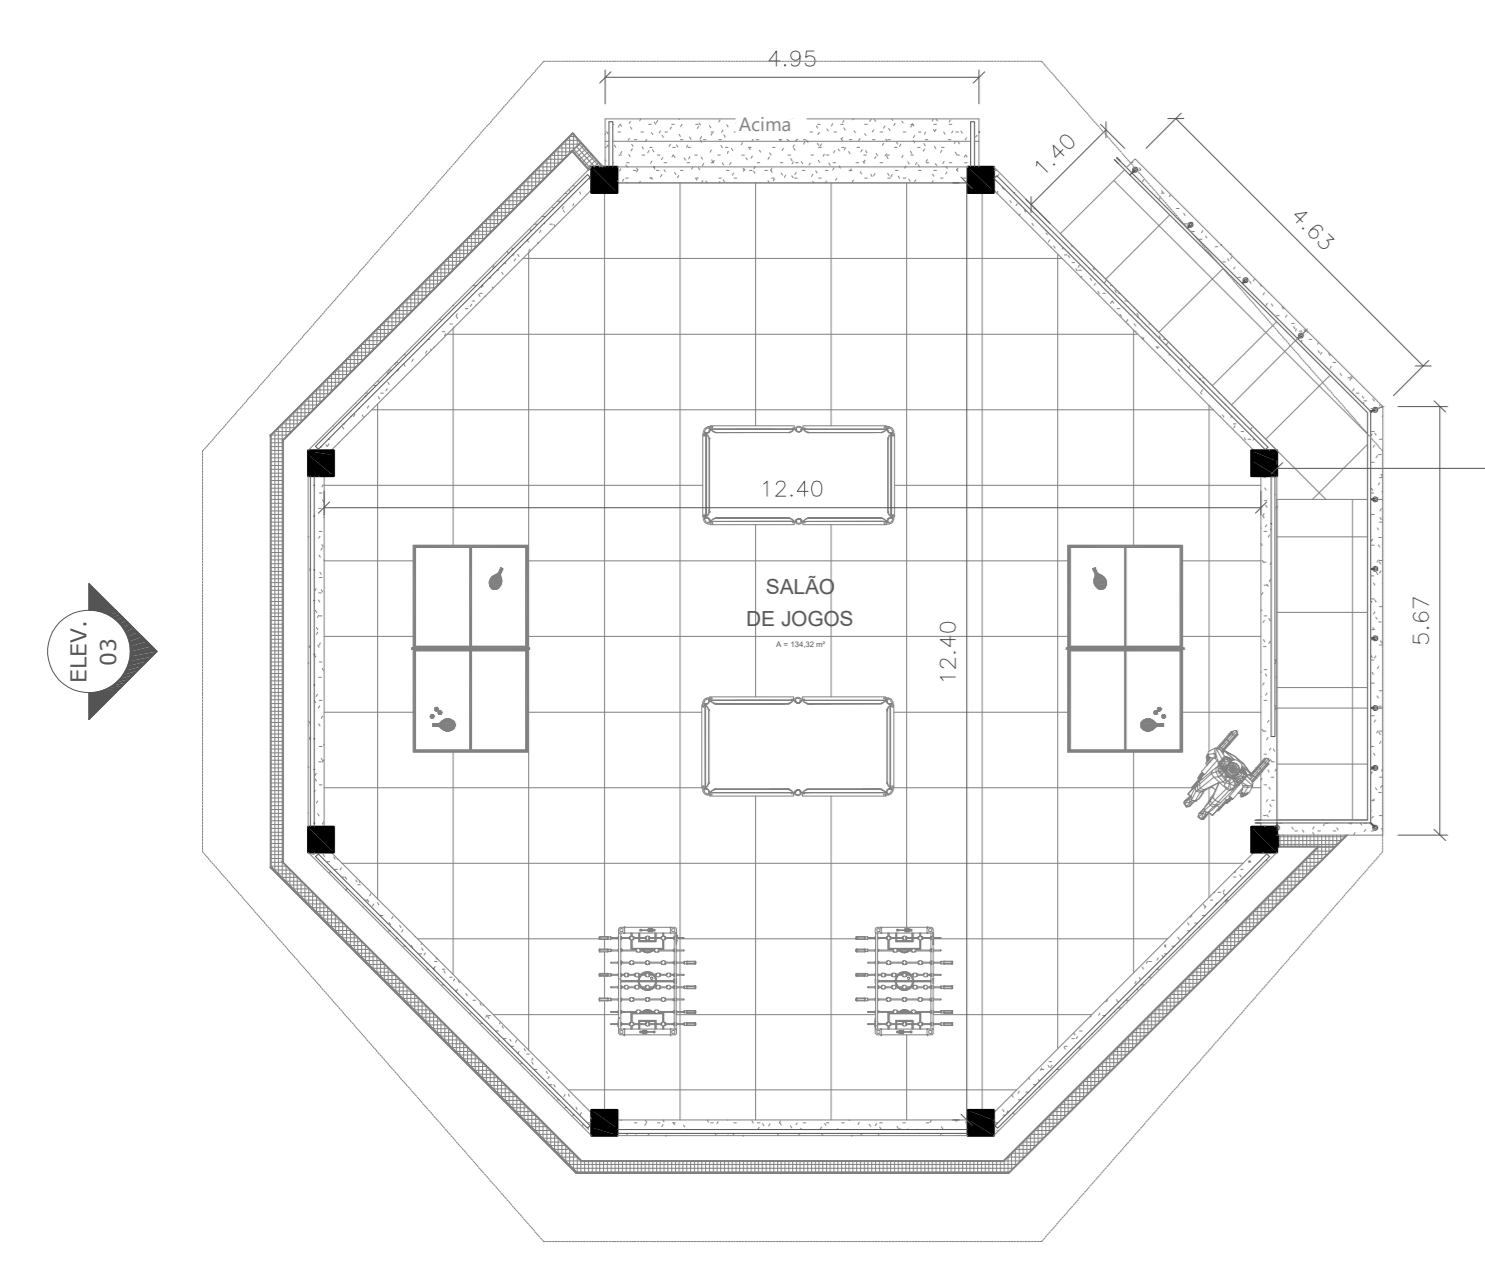 4.95
Acima
1.40
4.63
12.40
SALÃO
DE JOGOS
A = 134,32 m²
12.40
5.67
ELEV.
03